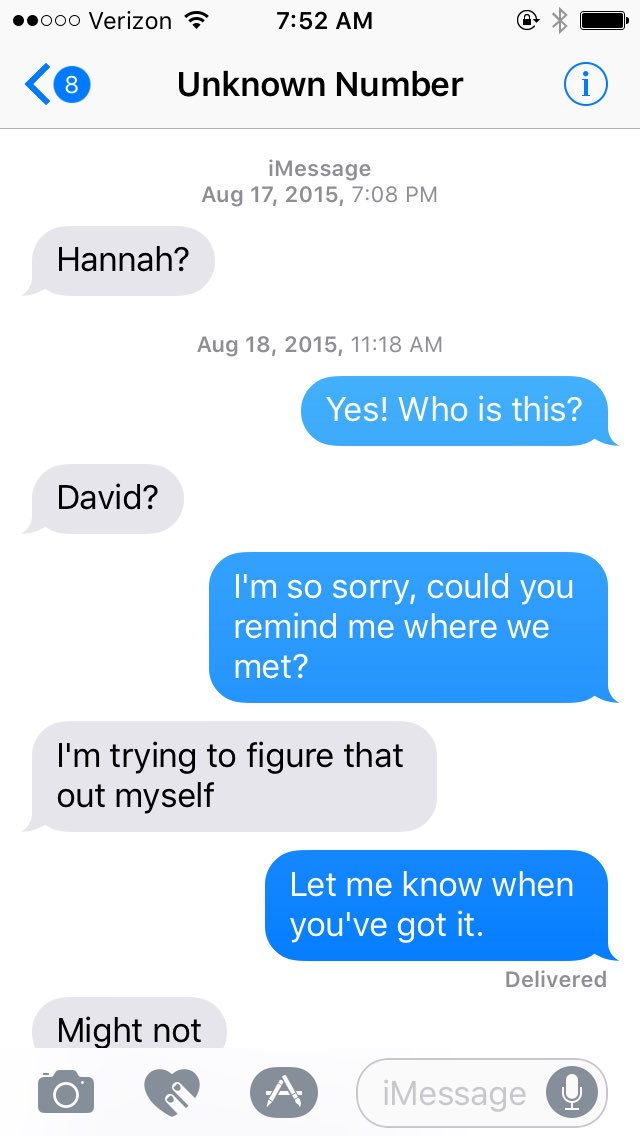 Verizon 7:52 AM
8 Unknown Number i
iMessage
Aug 17, 2015, 7:08 PM
Hannah?
Aug 18, 2015, 11:18 AM
Yes! Who is this?
David?
I'm so sorry, could you
remind me where we
met?
I'm trying to figure that
out myself
Let me know when
you've got it.
Delivered
Might not
iMessage